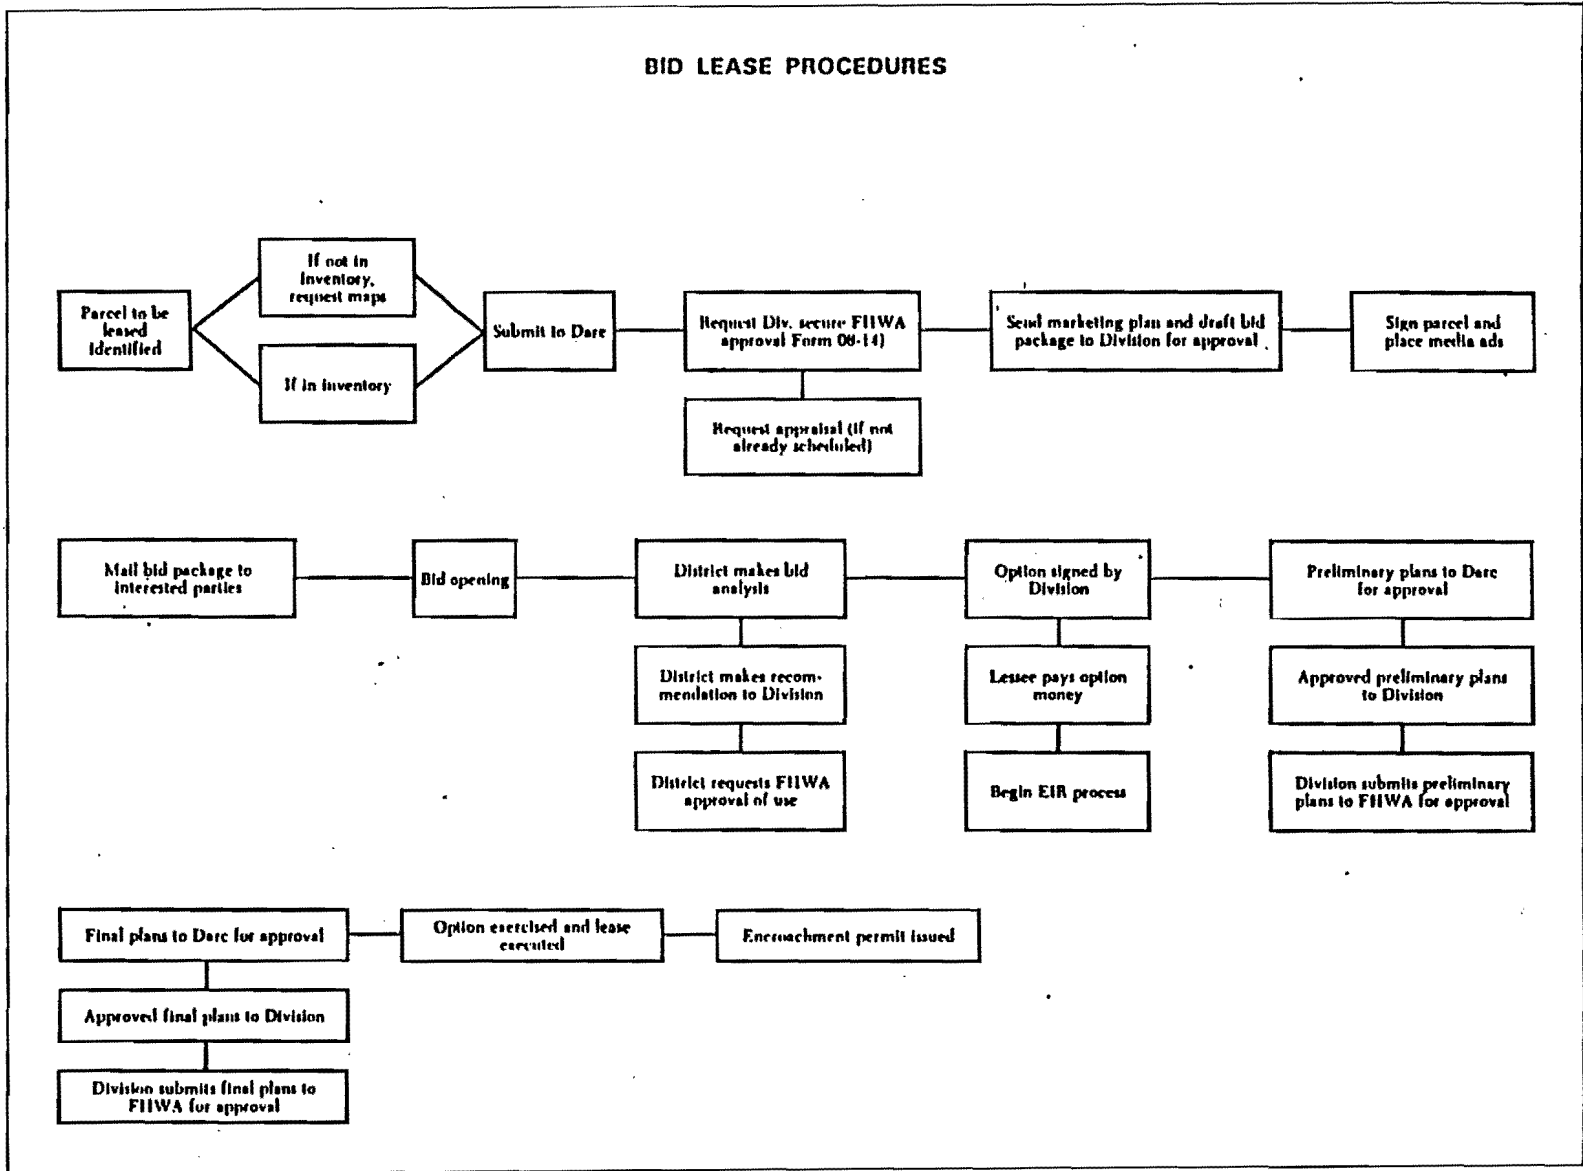 BID LEASE PROCEDURES
If not in
Inventory,
request maps
Parcel to be
leased
identified
If in inventory
Submit to Darc
Request Div. secure FHWA
approval Form 08-14)
Request appraisal (if not
already scheduled)
Send marketing plan and draft bid
package to Division for approval
Sign parcel and
place media ads
Mail bid package to
interested parties
Bid opening
District makes bid
analysis
District makes recom-
mendation to Division
District requests FHWA
approval of use
Option signed by
Division
Lessee pays option
money
Begin EIR process
Preliminary plans to Darc
for approval
Approved preliminary plans
to Division
Division submits preliminary
plans to FHWA for approval
Final plans to Darc for approval
Approved final plans to Division
Division submits final plans to
FHWA for approval
Option exercised and lease
executed
Encroachment permit issued